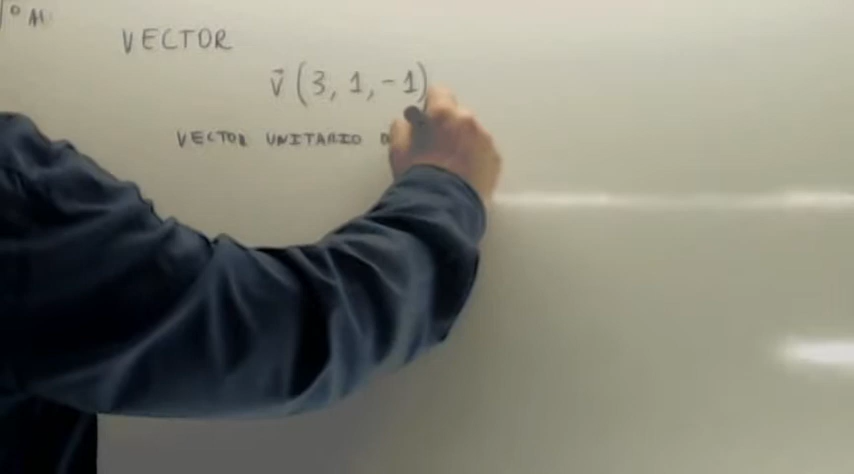 VECTOR
v⃗ (3, 1, -1)
VECTOR UNITARIO